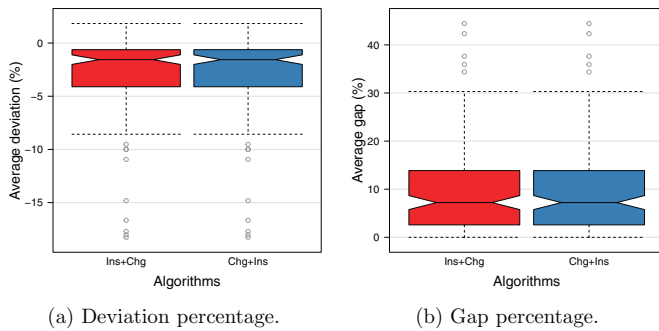 Average deviation (%)
0
−5
−10
−15
Ins+Chg
Chg+Ins
Algorithms
(a) Deviation percentage.
Average gap (%)
40
30
20
10
0
Ins+Chg
Chg+Ins
Algorithms
(b) Gap percentage.